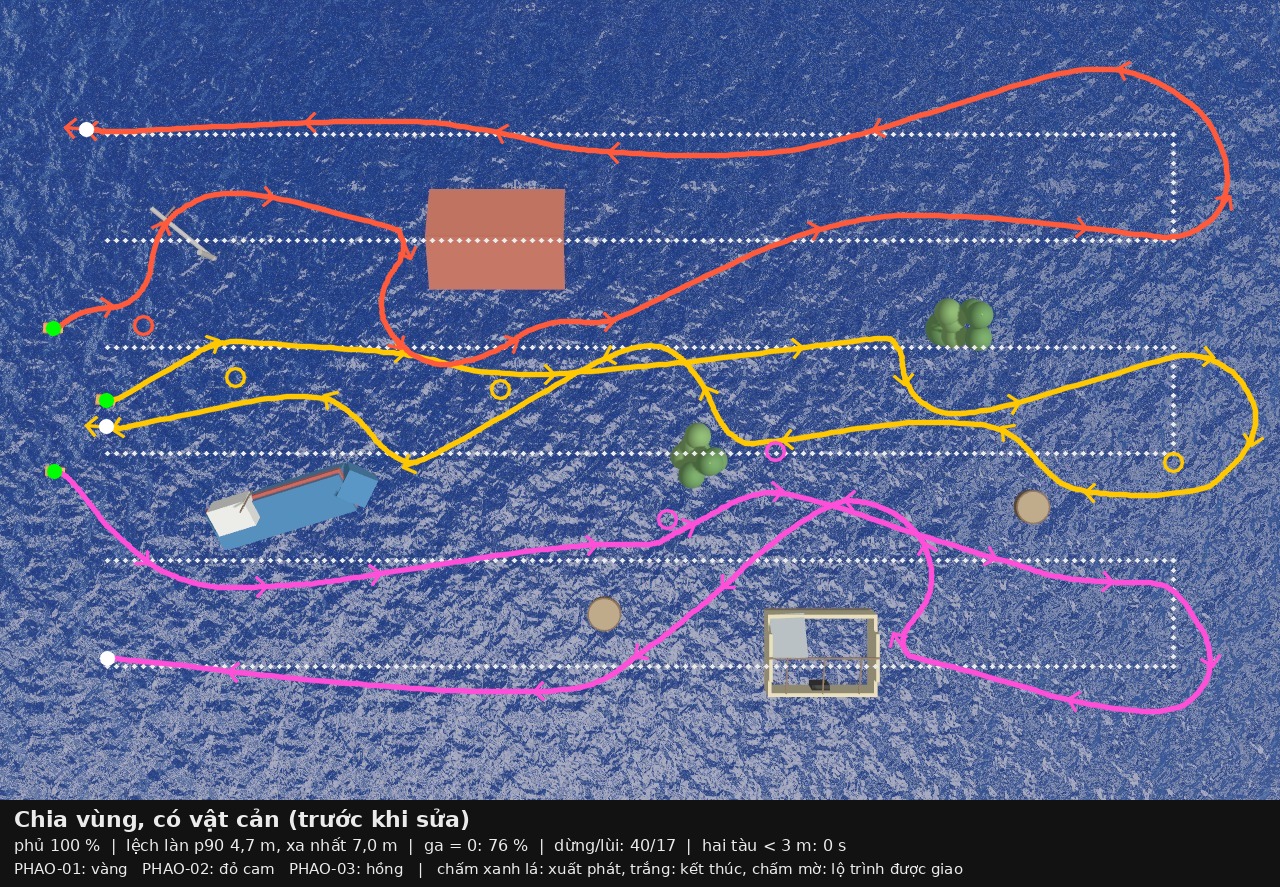 Chia vùng, có vật cản (trước khi sửa)
phủ 100 % | lệch làn p90 4,7 m, xa nhất 7,0 m | ga = 0: 76 % | dừng/lùi: 40/17 | hai tàu < 3 m: 0 s
PHAO-01: vàng PHAO-02: đỏ cam PHAO-03: hồng | chấm xanh lá: xuất phát, trắng: kết thúc, chấm mờ: lộ trình được giao